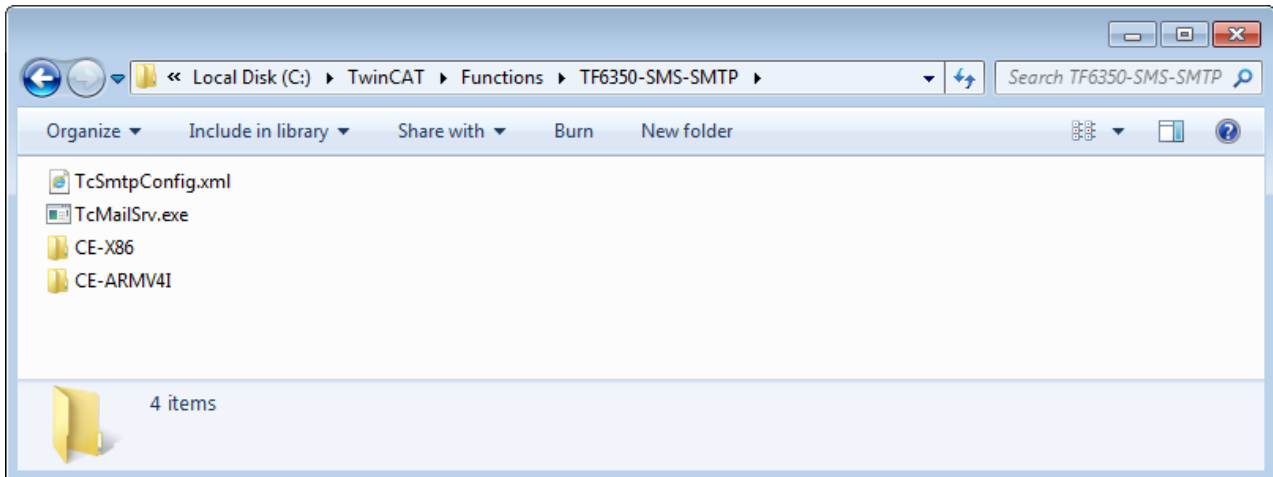 « Local Disk (C:) ▸ TwinCAT ▸ Functions ▸ TF6350-SMS-SMTP ▸ Search TF6350-SMS-SMTP
Organize Include in library Share with Burn New folder
TcSmtpConfig.xml
TcMailSrv.exe
CE-X86
CE-ARMV4I
4 items